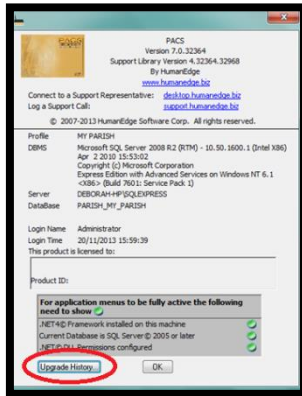 PACS
Version 7.0.32364
Support Library Version 4.32364.32968
By HumanEdge
www.humanedge.biz
Connect to a Support Representative: desktop.humanedge.biz
Log a Support Call: support.humanedge.biz
© 2007-2013 HumanEdge Software Corp. All rights reserved.
Profile MY PARISH
DBMS Microsoft SQL Server 2008 R2 (RTM) - 10.50.1600.1 (Intel X86)
Apr 2 2010 15:53:02
Copyright (c) Microsoft Corporation
Express Edition with Advanced Services on Windows NT 6.1
<X86> (Build 7601: Service Pack 1)
Server DEBORAH-HP\SQLEXPRESS
DataBase PARISH_MY_PARISH
Login Name Administrator
Login Time 20/11/2013 15:59:39
This product is licensed to:
Product ID:
For application menus to be fully active the following
need to show
.NET4© Framework installed on this machine
Current Database is SQL Server© 2005 or later
Permissions configured
Upgrade History... OK